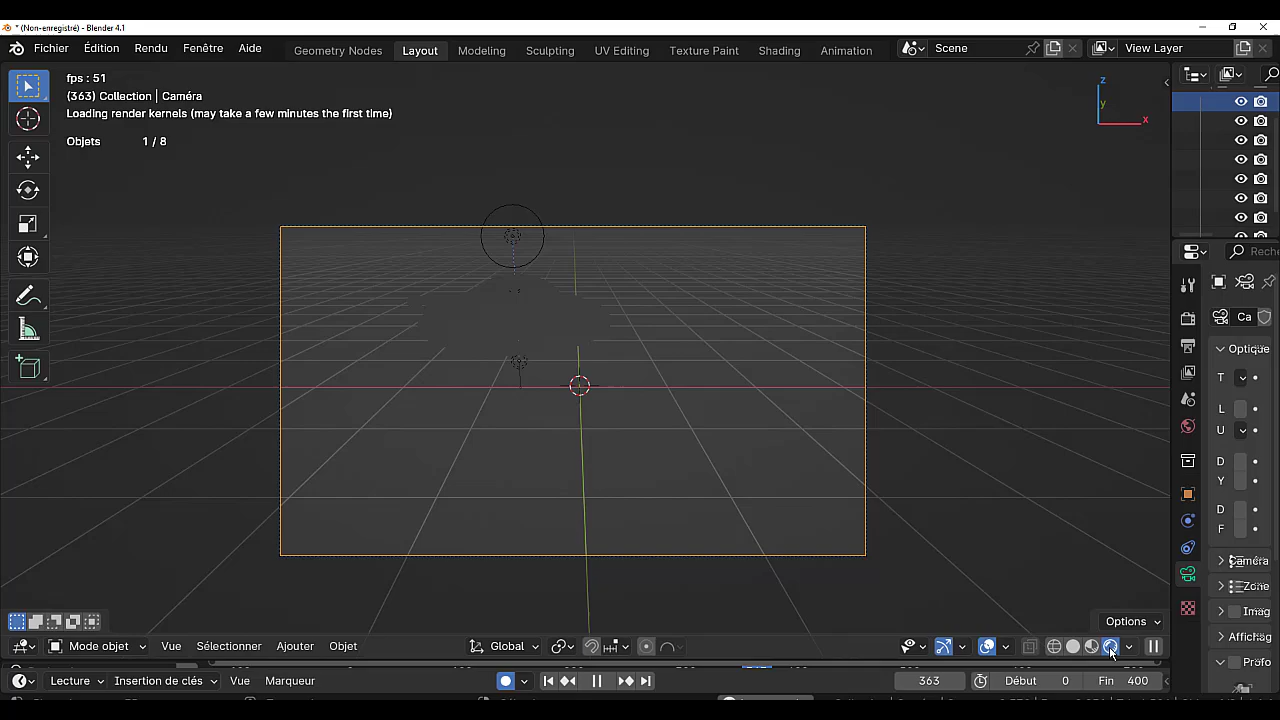 * (Non-enregistré) - Blender 4.1
Fichier Édition Rendu Fenêtre Aide Geometry Nodes Layout Modeling Sculpting UV Editing Texture Paint Shading Animation Scene View Layer
fps : 51
(363) Collection | Caméra
Loading render kernels (may take a few minutes the first time)
Objets 1 / 8
z
y
x
Reche
Ca
Optique
T
L
U
D
Y
D
F
Caméra
Zone
Imag
Affichag
Profo
Options
Mode objet Vue Sélectionner Ajouter Objet Global
Lecture Insertion de clés Vue Marqueur 363 Début 0 Fin 400